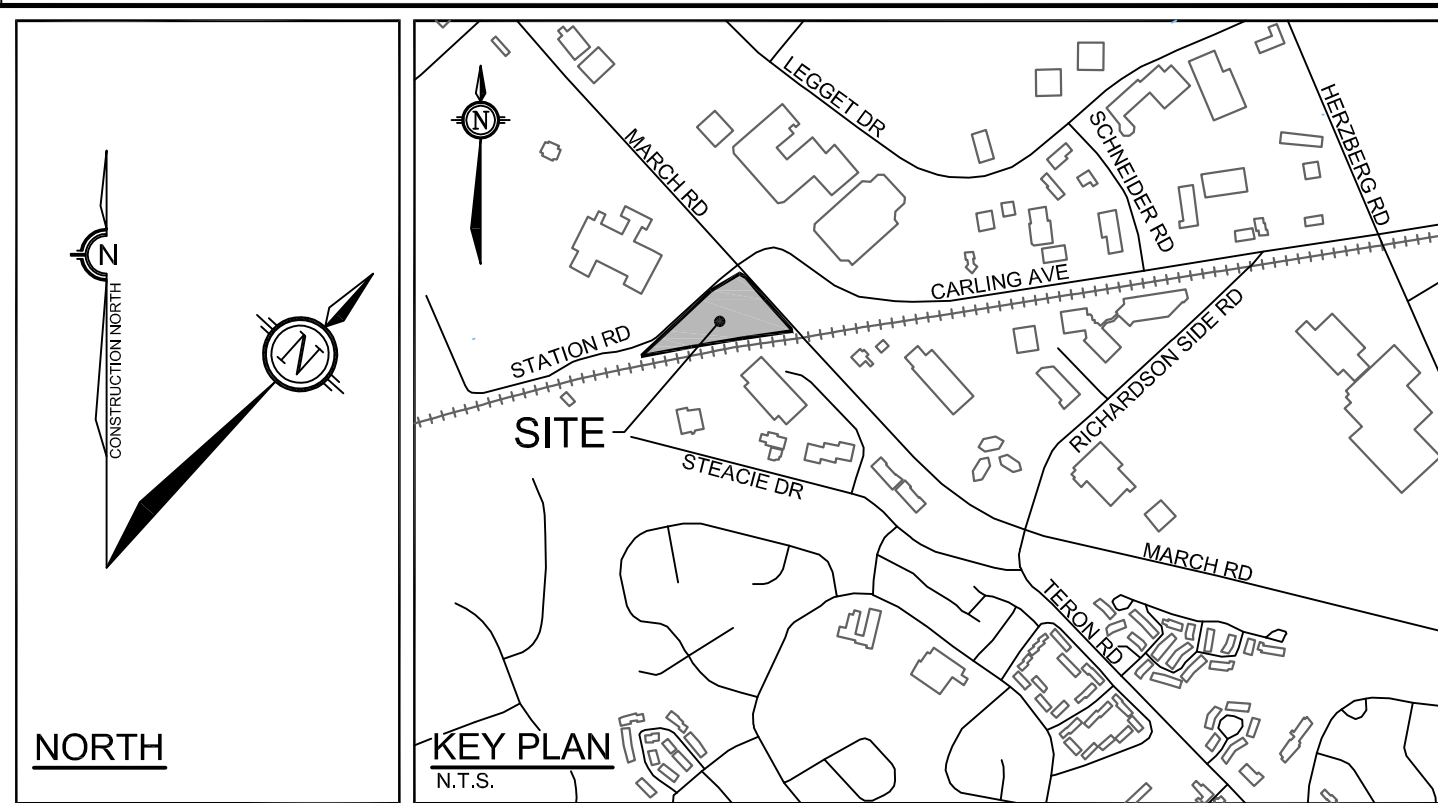 N
CONSTRUCTION NORTH
N
NORTH
N
LEGGET DR
MARCH RD
SCHNEIDER RD
HERZBERG RD
CARLING AVE
STATION RD
RICHARDSON SIDE RD
SITE
STEACIE DR
MARCH RD
TERON RD
KEY PLAN
N.T.S.